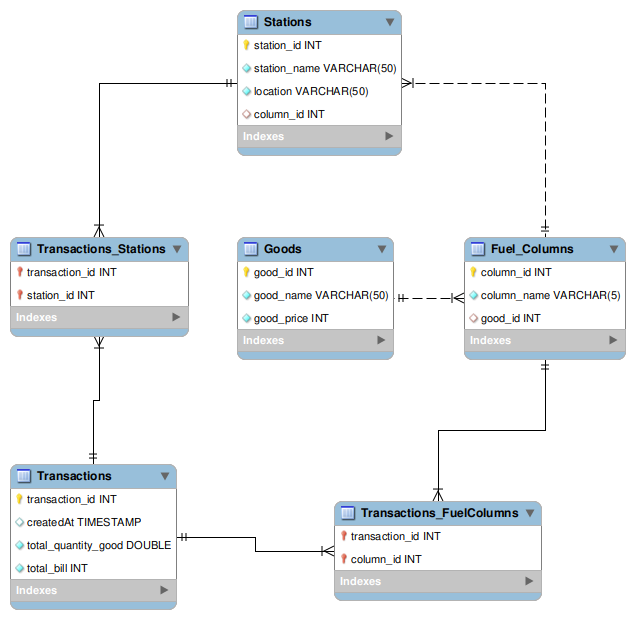 Stations
station_id INT
station_name VARCHAR(50)
location VARCHAR(50)
column_id INT
Indexes
Transactions_Stations
transaction_id INT
station_id INT
Indexes
Goods
good_id INT
good_name VARCHAR(50)
good_price INT
Indexes
Fuel_Columns
column_id INT
column_name VARCHAR(5)
good_id INT
Indexes
Transactions
transaction_id INT
createdAt TIMESTAMP
total_quantity_good DOUBLE
total_bill INT
Indexes
Transactions_FuelColumns
transaction_id INT
column_id INT
Indexes